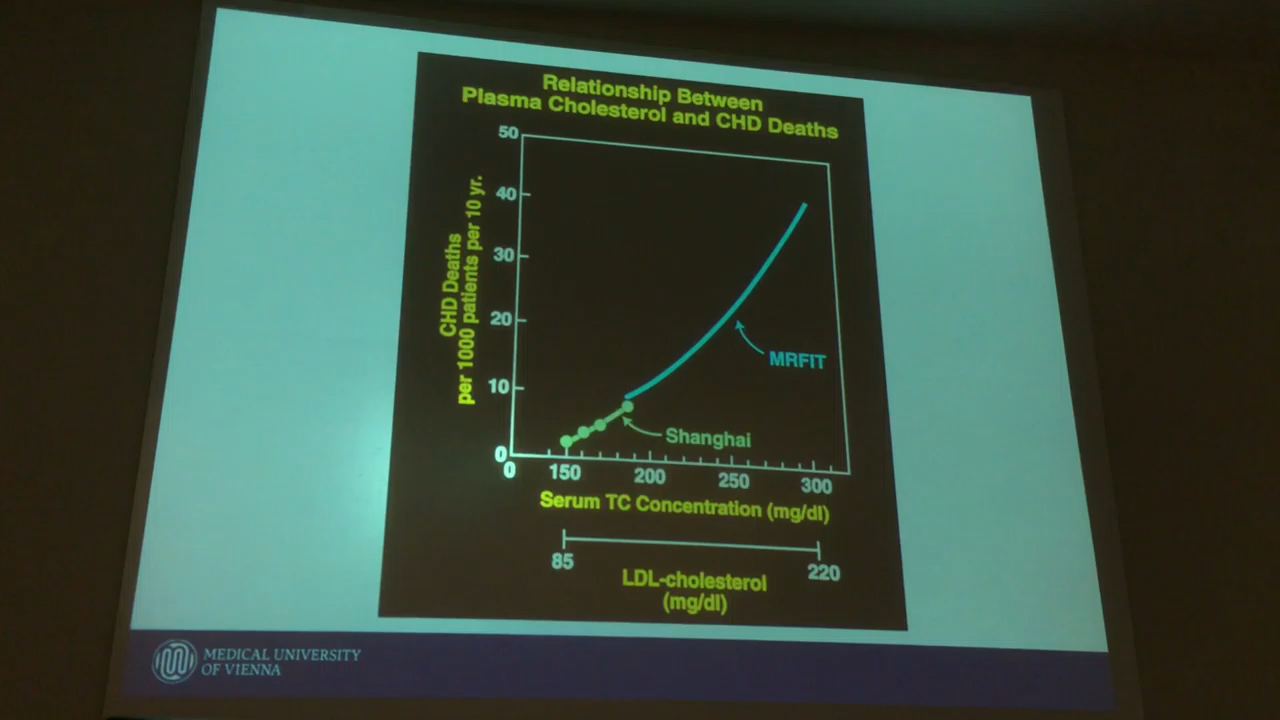 Relationship Between
Plasma Cholesterol and CHD Deaths
50
40
30
20
10
0
CHD Deaths
per 1000 patients per 10 yr.
MRFIT
Shanghai
0 150 200 250 300
Serum TC Concentration (mg/dl)
85 220
LDL-cholesterol
(mg/dl)
MEDICAL UNIVERSITY
OF VIENNA